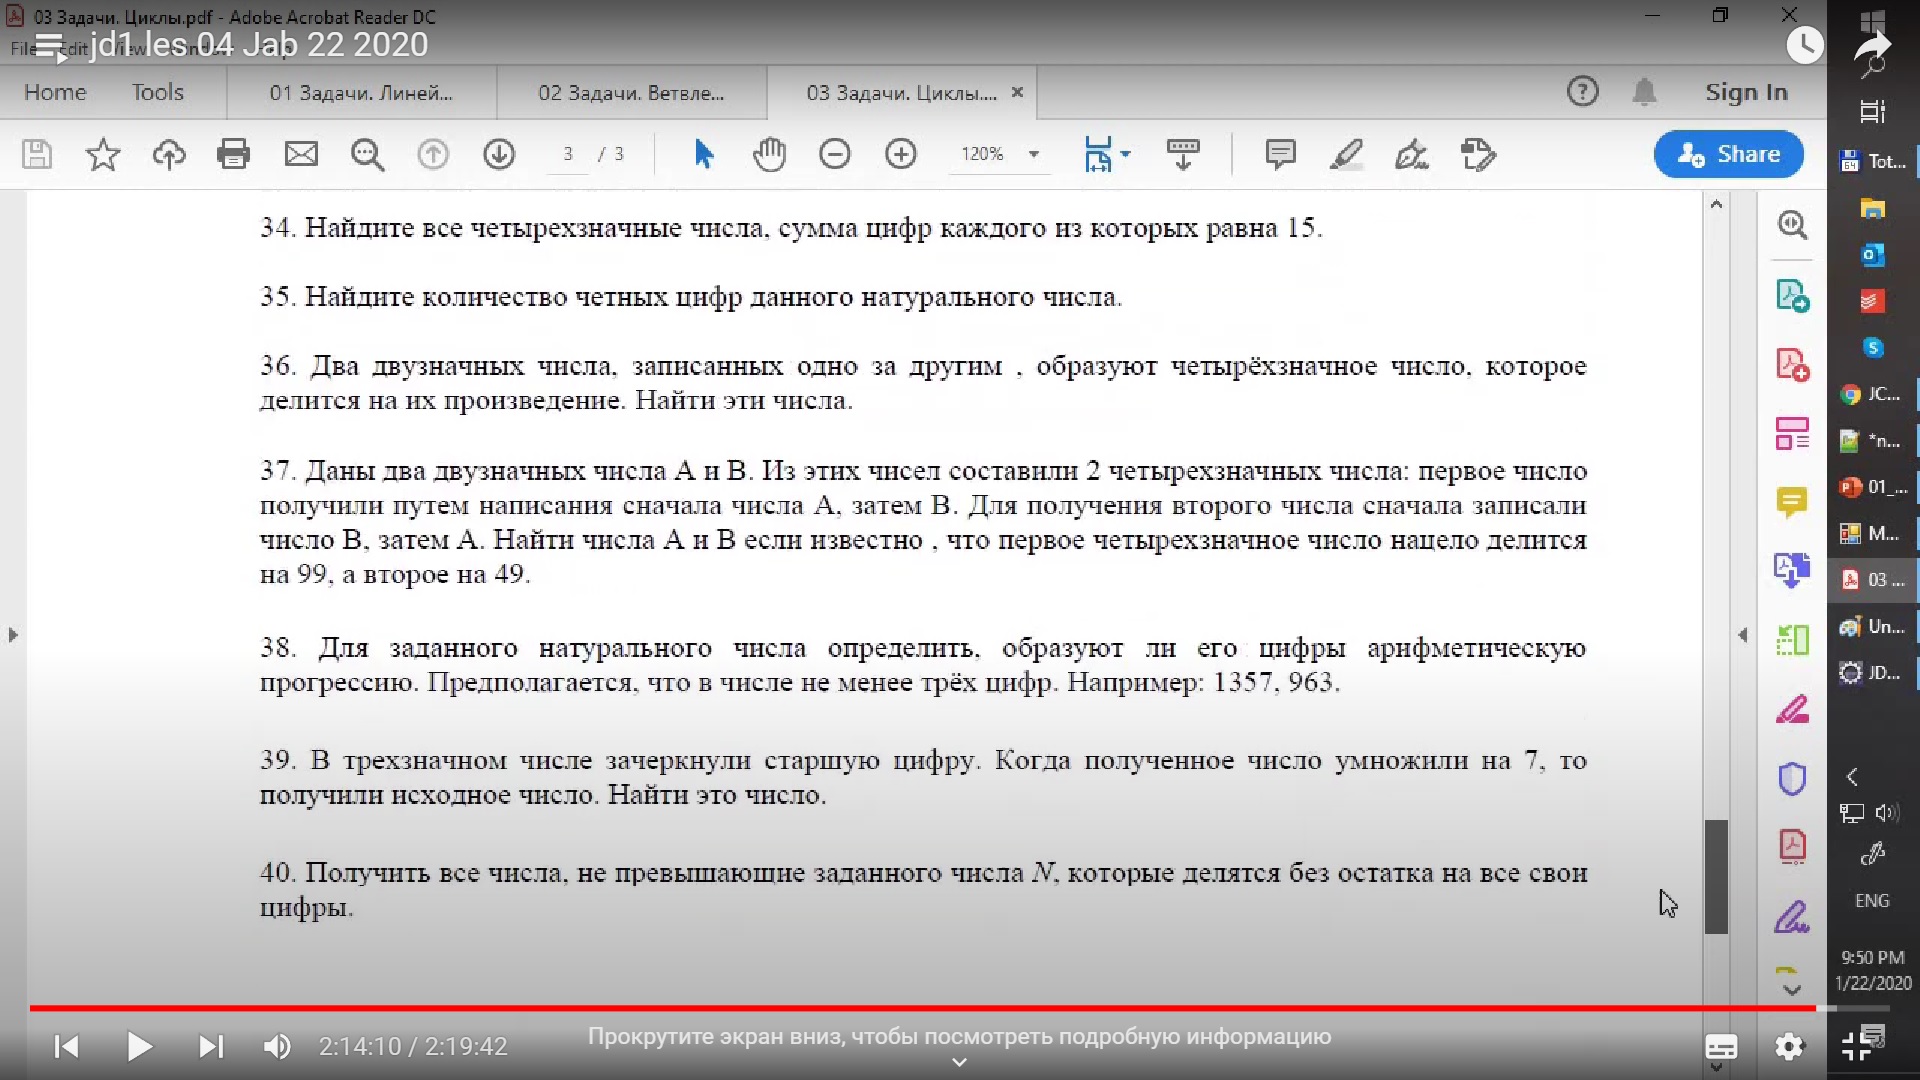 03 Задачи. Циклы.pdf - Adobe Acrobat Reader DC
jd1 les 04 Jab 22 2020
Home Tools 01 Задачи. Линей... 02 Задачи. Ветвле... 03 Задачи. Циклы.... Sign In
3 / 3 120% Share
34. Найдите все четырехзначные числа, сумма цифр каждого из которых равна 15.
35. Найдите количество четных цифр данного натурального числа.
36. Два двузначных числа, записанных одно за другим , образуют четырёхзначное число, которое
делится на их произведение. Найти эти числа.
37. Даны два двузначных числа А и В. Из этих чисел составили 2 четырехзначных числа: первое число
получили путем написания сначала числа А, затем В. Для получения второго числа сначала записали
число В, затем А. Найти числа А и В если известно , что первое четырехзначное число нацело делится
на 99, а второе на 49.
38. Для заданного натурального числа определить, образуют ли его цифры арифметическую
прогрессию. Предполагается, что в числе не менее трёх цифр. Например: 1357, 963.
39. В трехзначном числе зачеркнули старшую цифру. Когда полученное число умножили на 7, то
получили исходное число. Найти это число.
40. Получить все числа, не превышающие заданного числа N, которые делятся без остатка на все свои
цифры.
Tot...
JC...
*n...
01_...
M...
03 ...
Un...
JD...
ENG
9:50 PM
1/22/2020
2:14:10 / 2:19:42
Прокрутите экран вниз, чтобы посмотреть подробную информацию